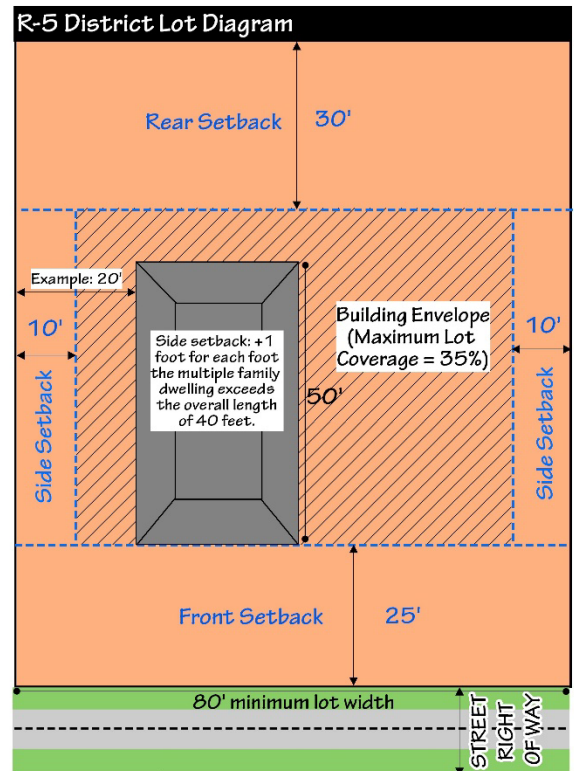 R-5 District Lot Diagram
Rear Setback 30'
Example: 20'
10'
Side Setback
Side setback: +1
foot for each foot
the multiple family
dwelling exceeds
the overall length
of 40 feet.
50'
Building Envelope
(Maximum Lot
Coverage = 35%)
10'
Side Setback
Front Setback 25'
80' minimum lot width
STREET
RIGHT
OF WAY